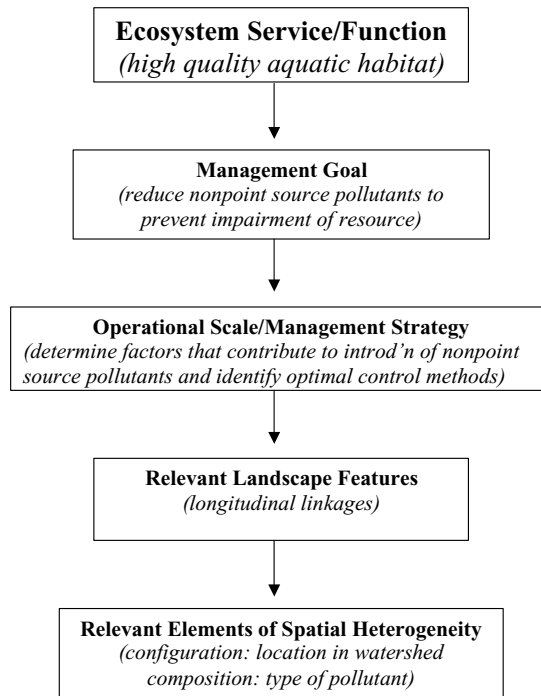 Ecosystem Service/Function
(high quality aquatic habitat)
Management Goal
(reduce nonpoint source pollutants to
prevent impairment of resource)
Operational Scale/Management Strategy
(determine factors that contribute to introd'n of nonpoint
source pollutants and identify optimal control methods)
Relevant Landscape Features
(longitudinal linkages)
Relevant Elements of Spatial Heterogeneity
(configuration: location in watershed
composition: type of pollutant)